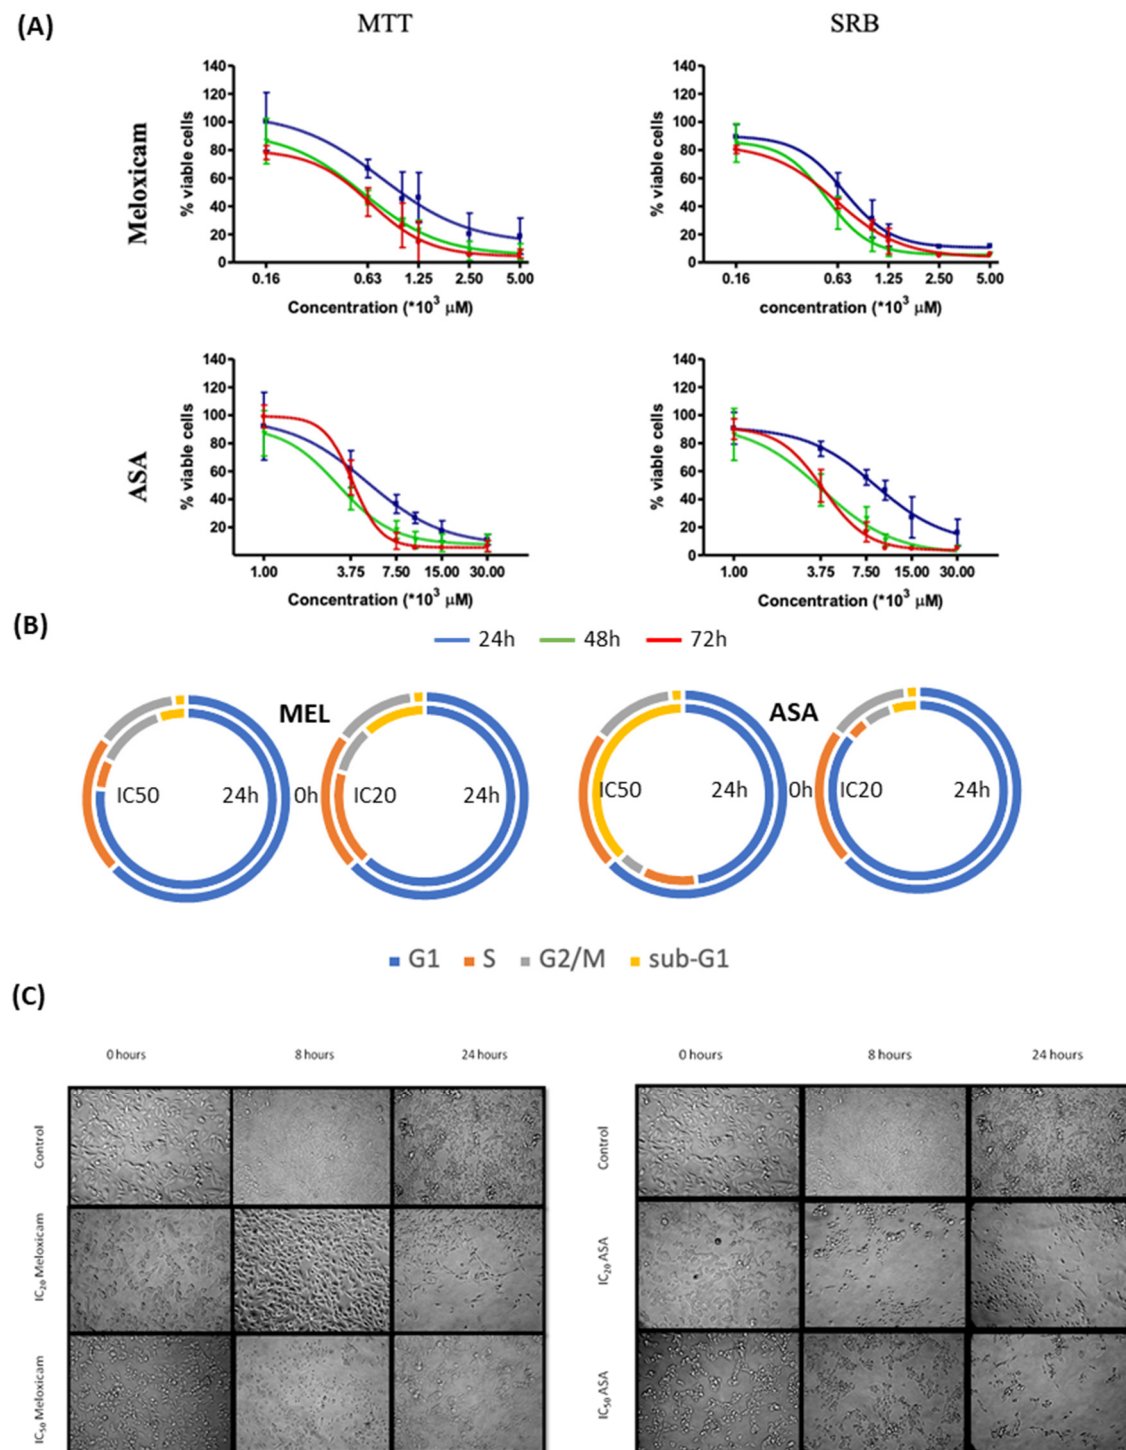 (A)
MTT
SRB
Meloxicam
% viable cells
140
120
100
80
60
40
20
0
0.16 0.63 1.25 2.50 5.00
Concentration (*10³ μM)
% viable cells
140
120
100
80
60
40
20
0
0.16 0.63 1.25 2.50 5.00
concentration (*10³ μM)
ASA
% viable cells
140
120
100
80
60
40
20
0
1.00 3.75 7.50 15.00 30.00
Concentration (*10³ μM)
% viable cells
140
120
100
80
60
40
20
0
1.00 3.75 7.50 15.00 30.00
Concentration (*10³ μM)
(B)
24h 48h 72h
MEL
ASA
IC50 24h 0h IC20 24h
IC50 24h 0h IC20 24h
G1 S G2/M sub-G1
(C)
0 hours 8 hours 24 hours
0 hours 8 hours 24 hours
Control
IC₂₀ Meloxicam
IC₅₀ Meloxicam
Control
IC₂₀ ASA
IC₅₀ ASA